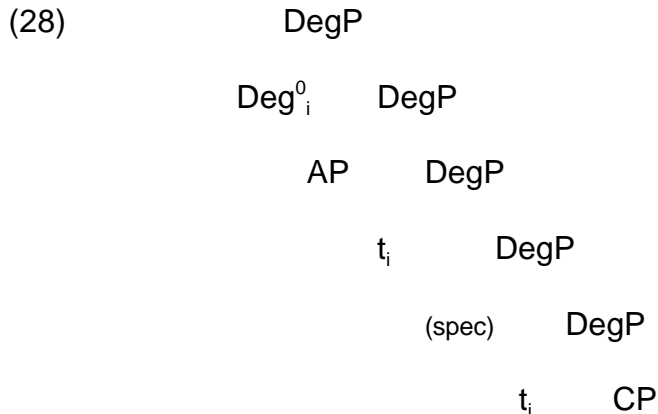 (28) DegP
Deg⁰ᵢ DegP
AP DegP
tᵢ DegP
(spec) DegP
tᵢ CP